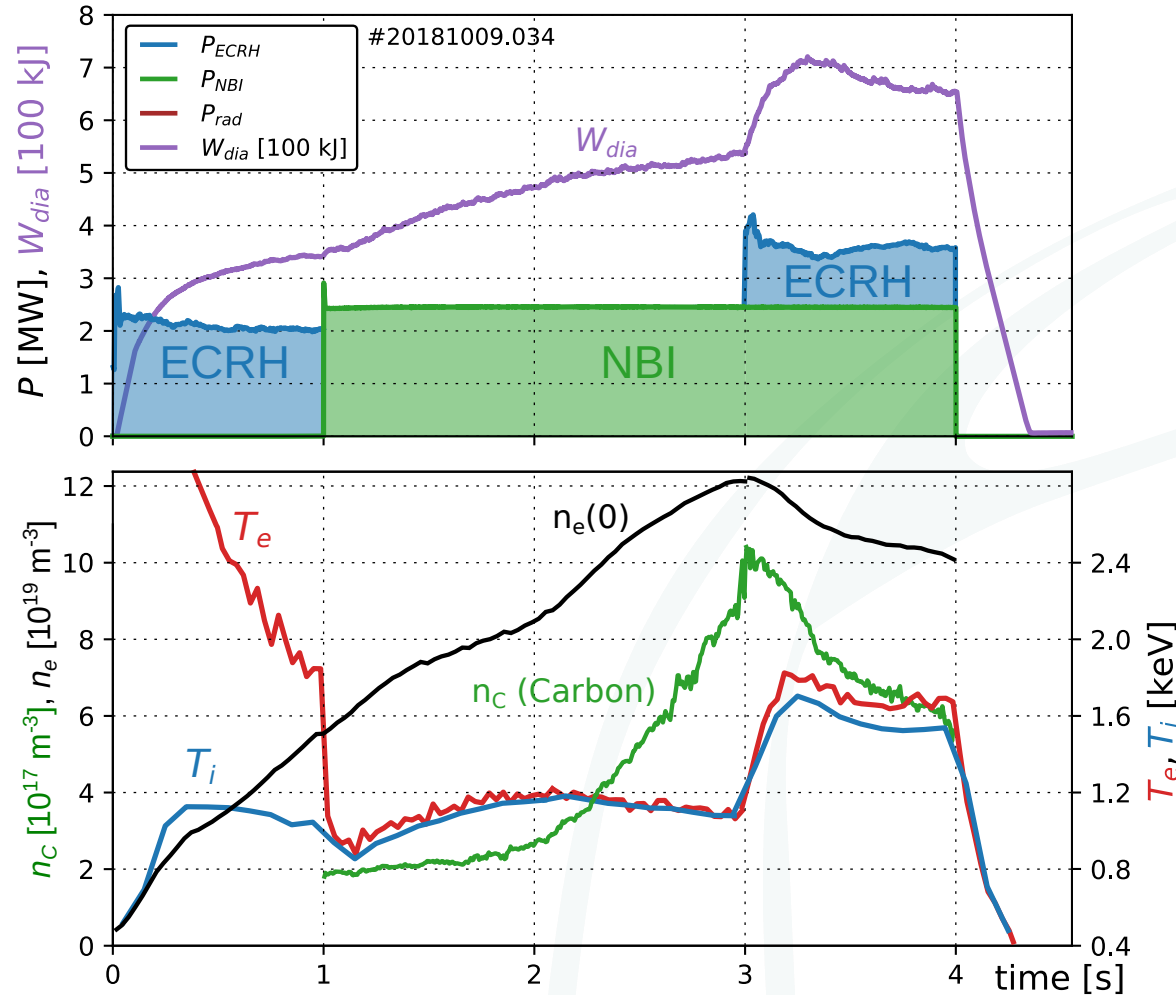 #20181009.034
P_ECRH
P_NBI
P_rad
W_dia [100 kJ]
P [MW], W_dia [100 kJ]
8
7
6
5
4
3
2
1
0
W_dia
ECRH
NBI
ECRH
n_C [10^17 m^-3], n_e [10^19 m^-3]
12
10
8
6
4
2
0
T_e
n_e(0)
n_C (Carbon)
T_i
2.4
2.0
1.6
1.2
0.8
0.4
T_e, T_i [keV]
0 1 2 3 4 time [s]